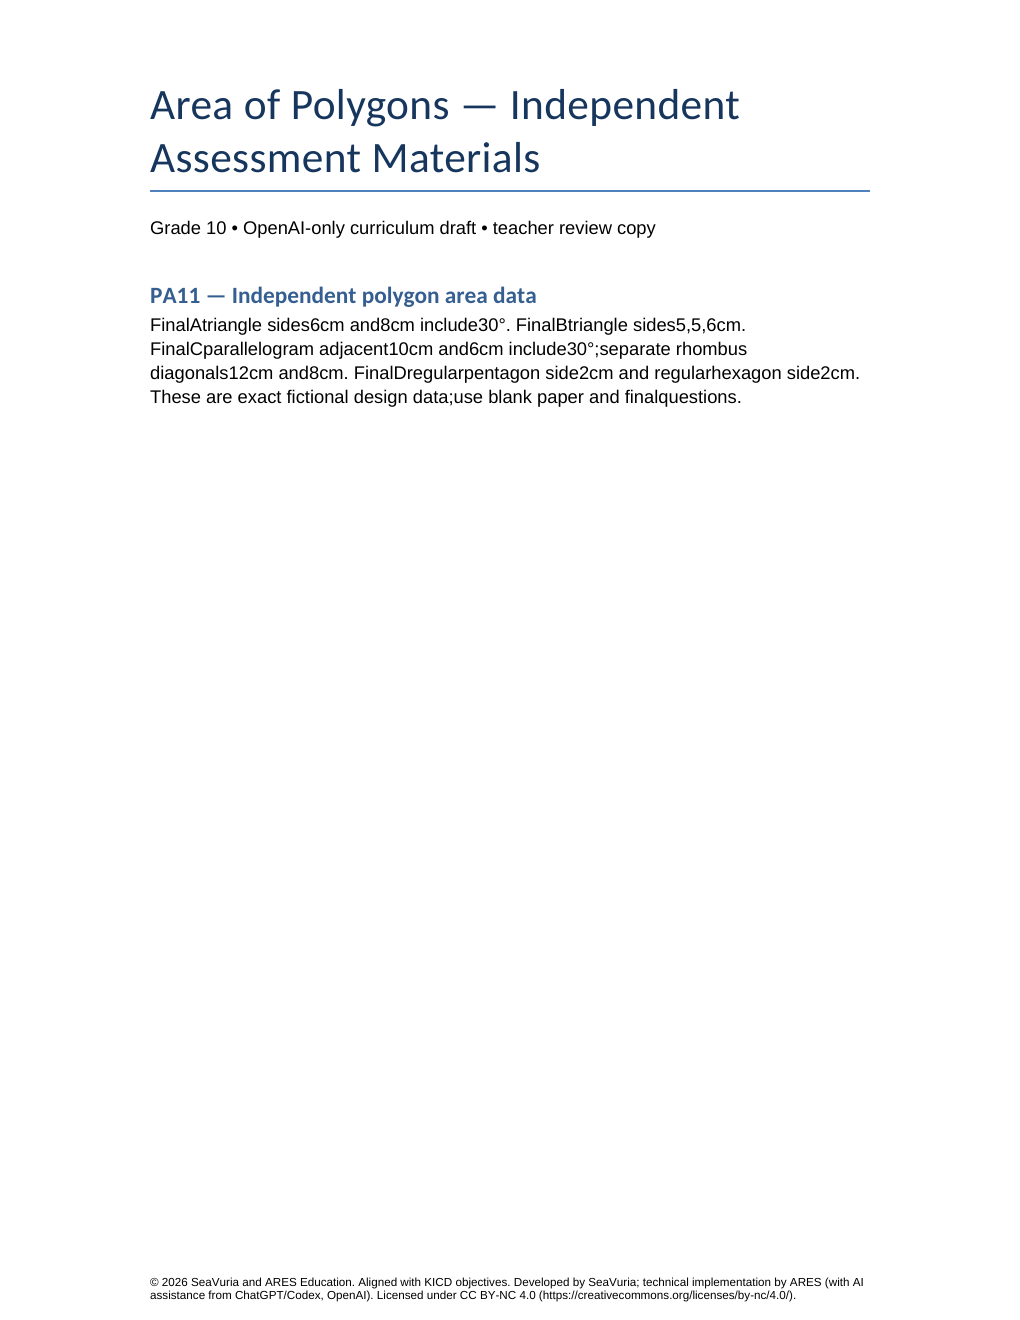 Area of Polygons — Independent
Assessment Materials
Grade 10 • OpenAI-only curriculum draft • teacher review copy
PA11 — Independent polygon area data
FinalAtriangle sides6cm and8cm include30°. FinalBtriangle sides5,5,6cm.
FinalCparallelogram adjacent10cm and6cm include30°;separate rhombus
diagonals12cm and8cm. FinalDregularpentagon side2cm and regularhexagon side2cm.
These are exact fictional design data;use blank paper and finalquestions.
© 2026 SeaVuria and ARES Education. Aligned with KICD objectives. Developed by SeaVuria; technical implementation by ARES (with AI
assistance from ChatGPT/Codex, OpenAI). Licensed under CC BY-NC 4.0 (https://creativecommons.org/licenses/by-nc/4.0/).